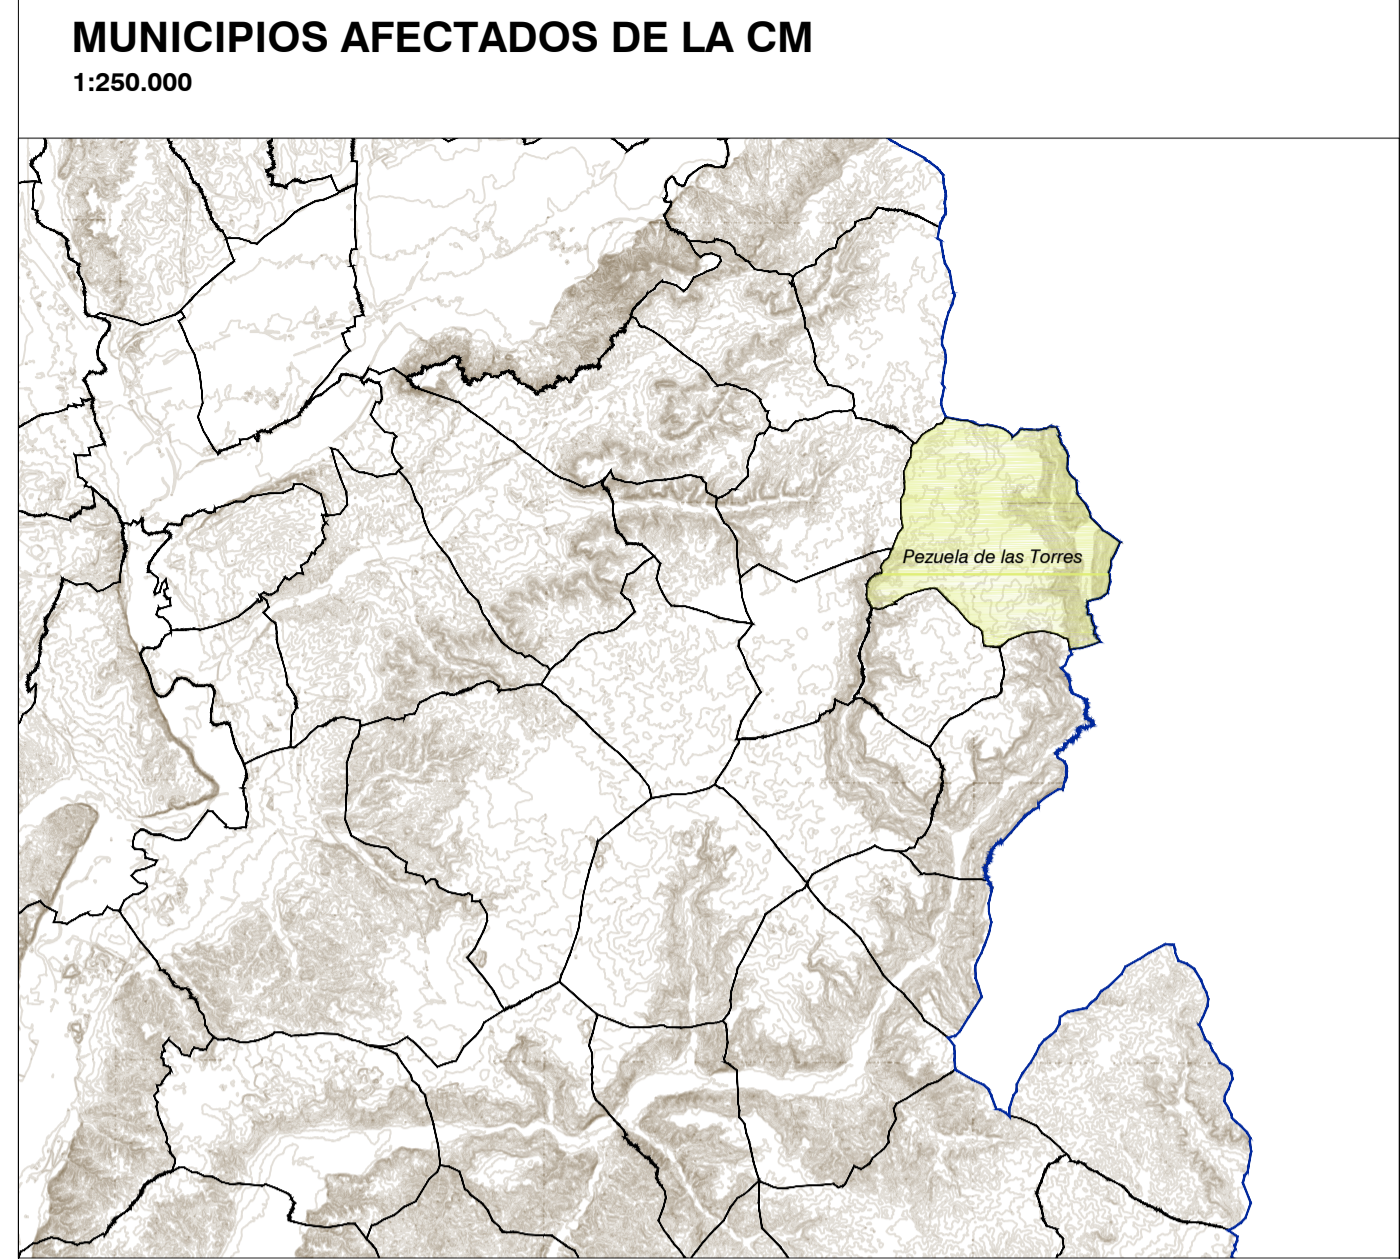 MUNICIPIOS AFECTADOS DE LA CM
1:250.000
Pezuela de las Torres